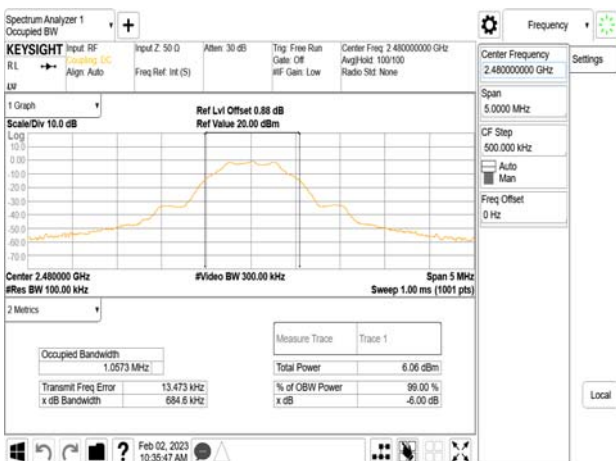 Spectrum Analyzer 1
Occupied BW
+
Frequency
KEYSIGHT
RL
LXI
Input: RF
Coupling: DC
Align: Auto
Input Z: 50 Ω
Freq Ref: Int (S)
Atten: 30 dB
Trig: Free Run
Gate: Off
#IF Gain: Low
Center Freq: 2.480000000 GHz
Avg|Hold: 100/100
Radio Std: None
Center Frequency
2.480000000 GHz
Settings
Span
5.0000 MHz
CF Step
500.000 kHz
Auto
Man
Freq Offset
0 Hz
Local
1 Graph
Scale/Div 10.0 dB
Ref Lvl Offset 0.88 dB
Ref Value 20.00 dBm
Log
10.0
0.00
-10.0
-20.0
-30.0
-40.0
-50.0
-60.0
-70.0
Center 2.480000 GHz
#Res BW 100.00 kHz
#Video BW 300.00 kHz
Span 5 MHz
Sweep 1.00 ms (1001 pts)
2 Metrics
Measure Trace
Trace 1
Occupied Bandwidth
1.0573 MHz
Total Power
6.06 dBm
Transmit Freq Error
13.473 kHz
% of OBW Power
99.00 %
x dB Bandwidth
684.6 kHz
x dB
-6.00 dB
?
Feb 02, 2023
10:35:47 AM